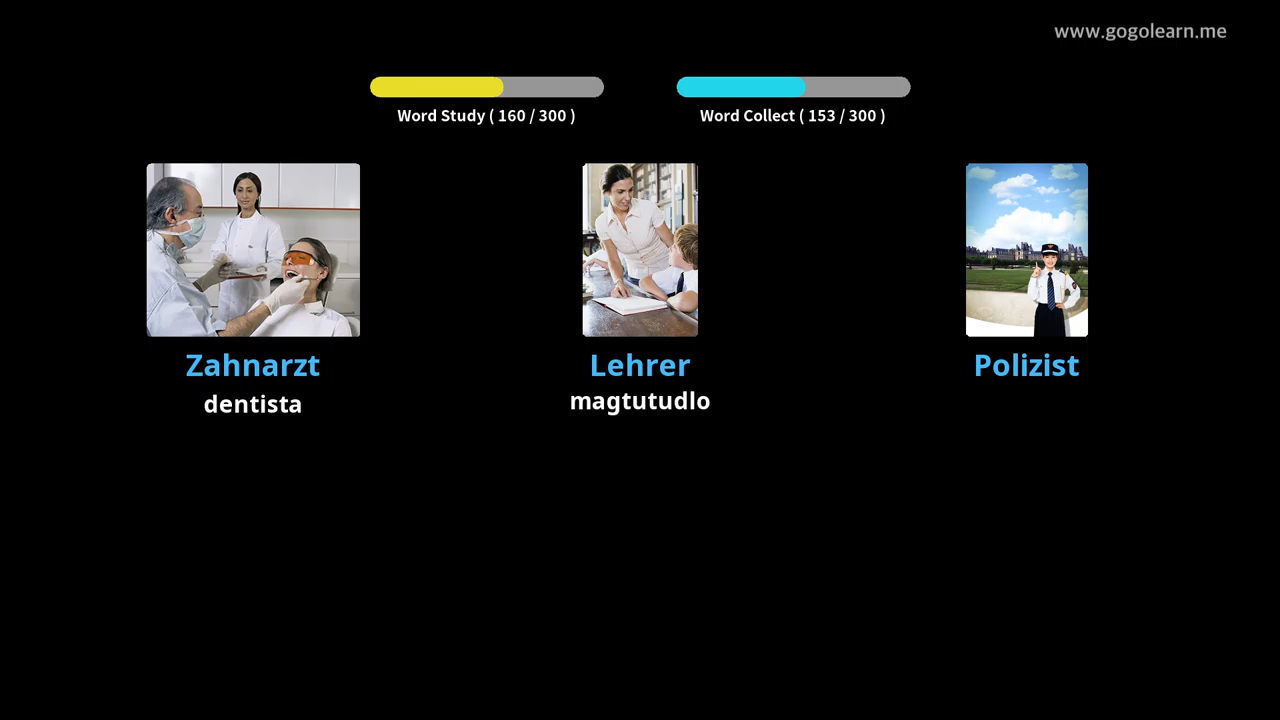 www.gogolearn.me
Word Study ( 160 / 300 )
Word Collect ( 153 / 300 )
Zahnarzt
dentista
Lehrer
magtutudlo
Polizist